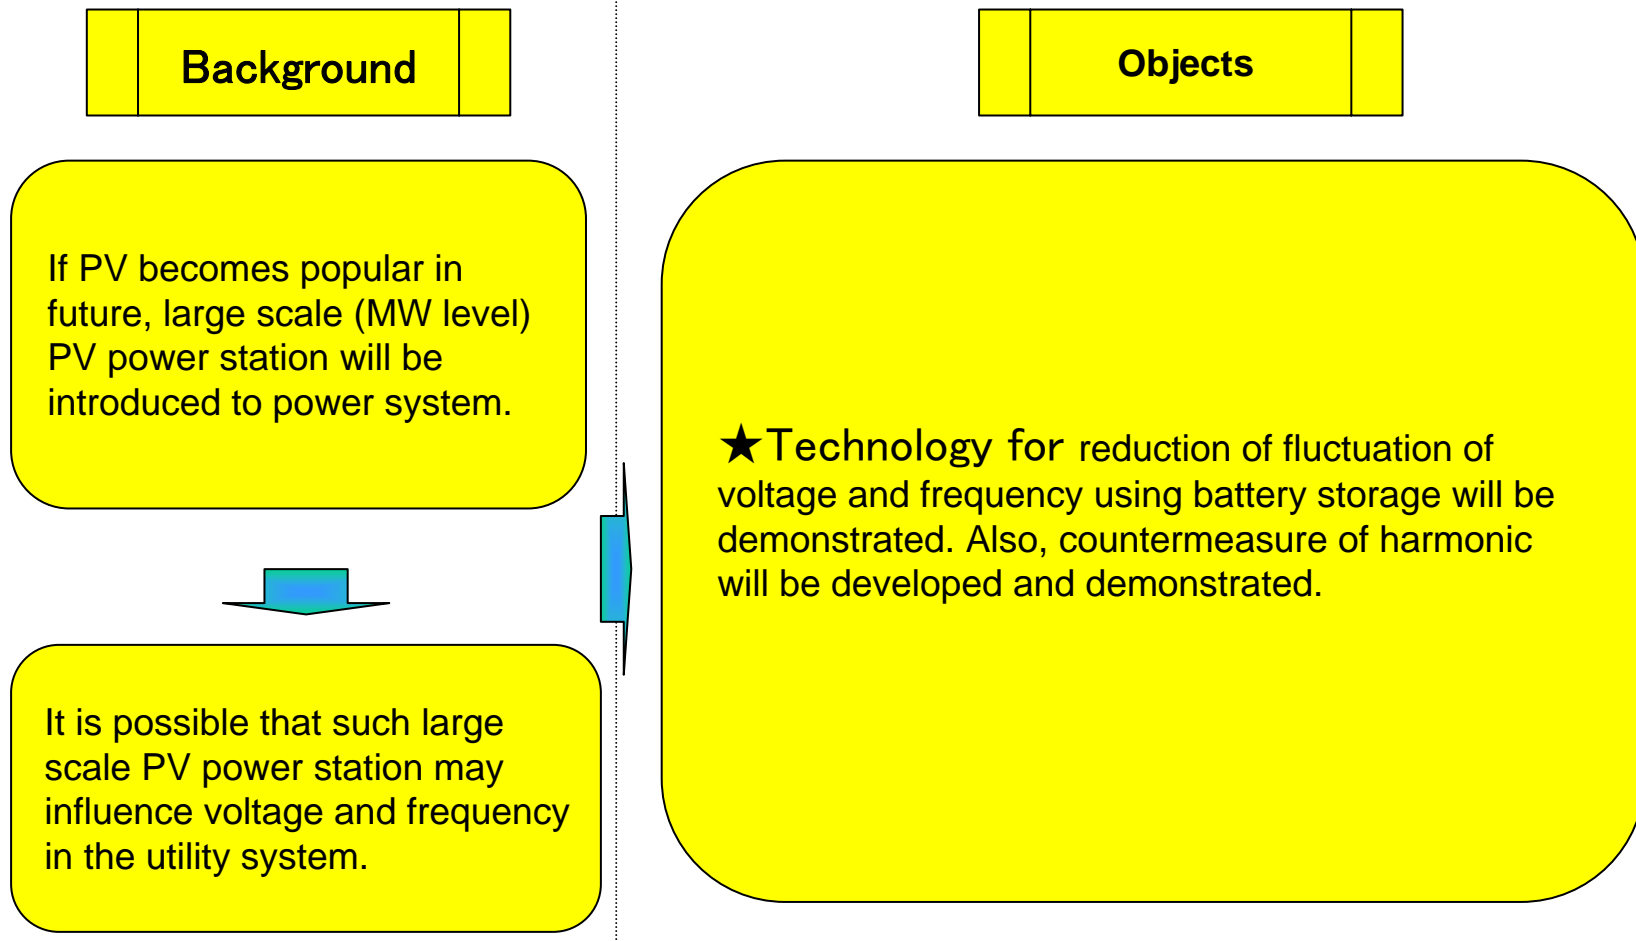 Background
If PV becomes popular in
future, large scale (MW level)
PV power station will be
introduced to power system.
It is possible that such large
scale PV power station may
influence voltage and frequency
in the utility system.
Objects
★Technology for reduction of fluctuation of
voltage and frequency using battery storage will be
demonstrated. Also, countermeasure of harmonic
will be developed and demonstrated.